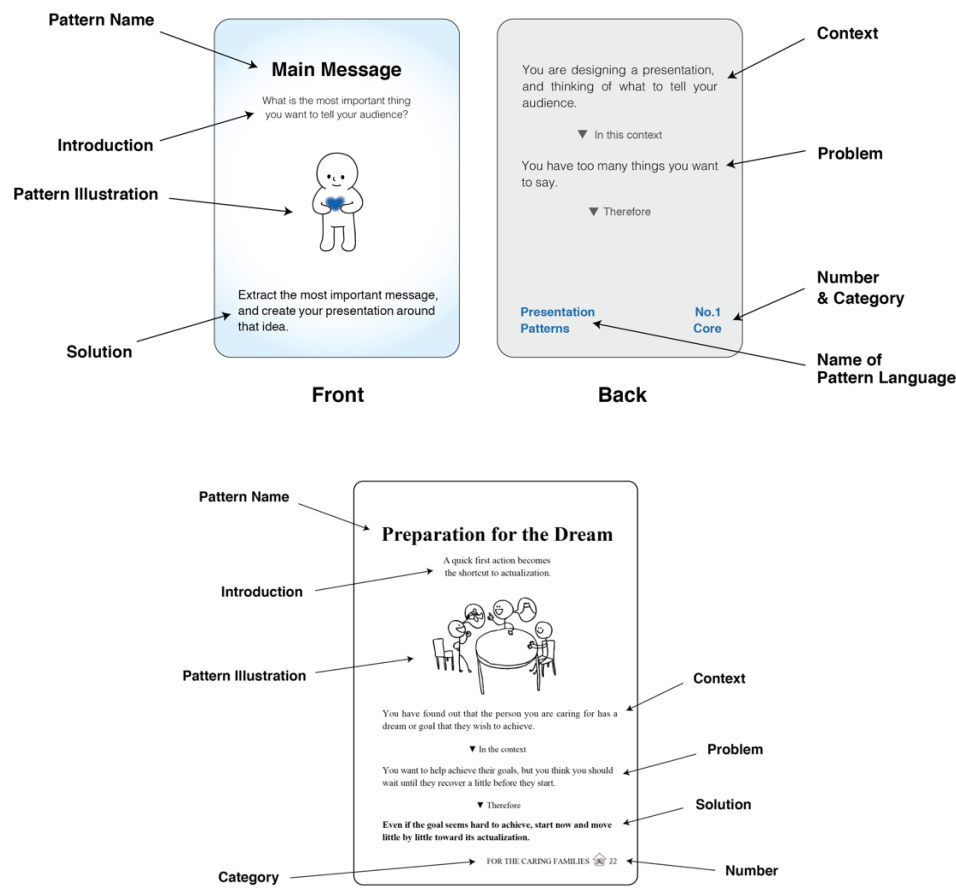 Pattern Name
Main Message
What is the most important thing
you want to tell your audience?
Introduction
Pattern Illustration
Extract the most important message,
and create your presentation around
that idea.
Solution
Front
Context
You are designing a presentation,
and thinking of what to tell your
audience.
▼ In this context
You have too many things you want
to say.
Problem
▼ Therefore
Number
& Category
Presentation
Patterns
No.1
Core
Name of
Pattern Language
Back
Pattern Name
Preparation for the Dream
A quick first action becomes
the shortcut to actualization.
Introduction
Pattern Illustration
Context
You have found out that the person you are caring for has a
dream or goal that they wish to achieve.
▼ In the context
Problem
You want to help achieve their goals, but you think you should
wait until they recover a little before they start.
▼ Therefore
Solution
Even if the goal seems hard to achieve, start now and move
little by little toward its actualization.
FOR THE CARING FAMILIES 22
Category
Number